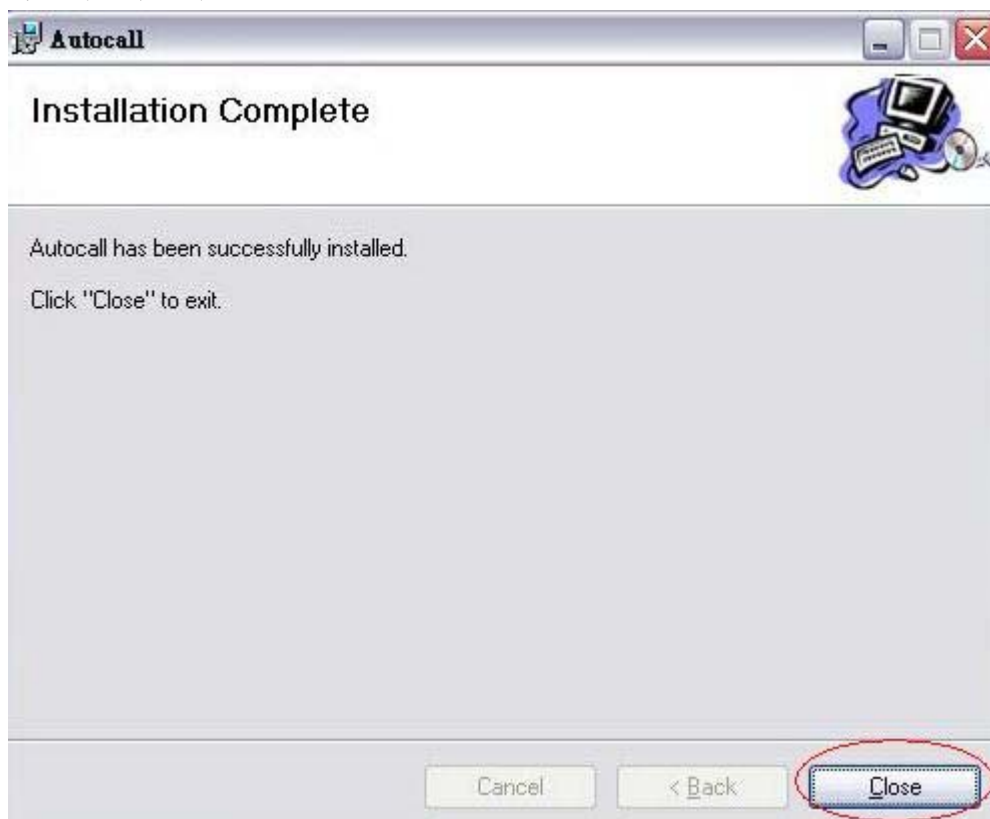 Autocall
Installation Complete
Autocall has been successfully installed.
Click "Close" to exit.
Cancel
< Back
Close